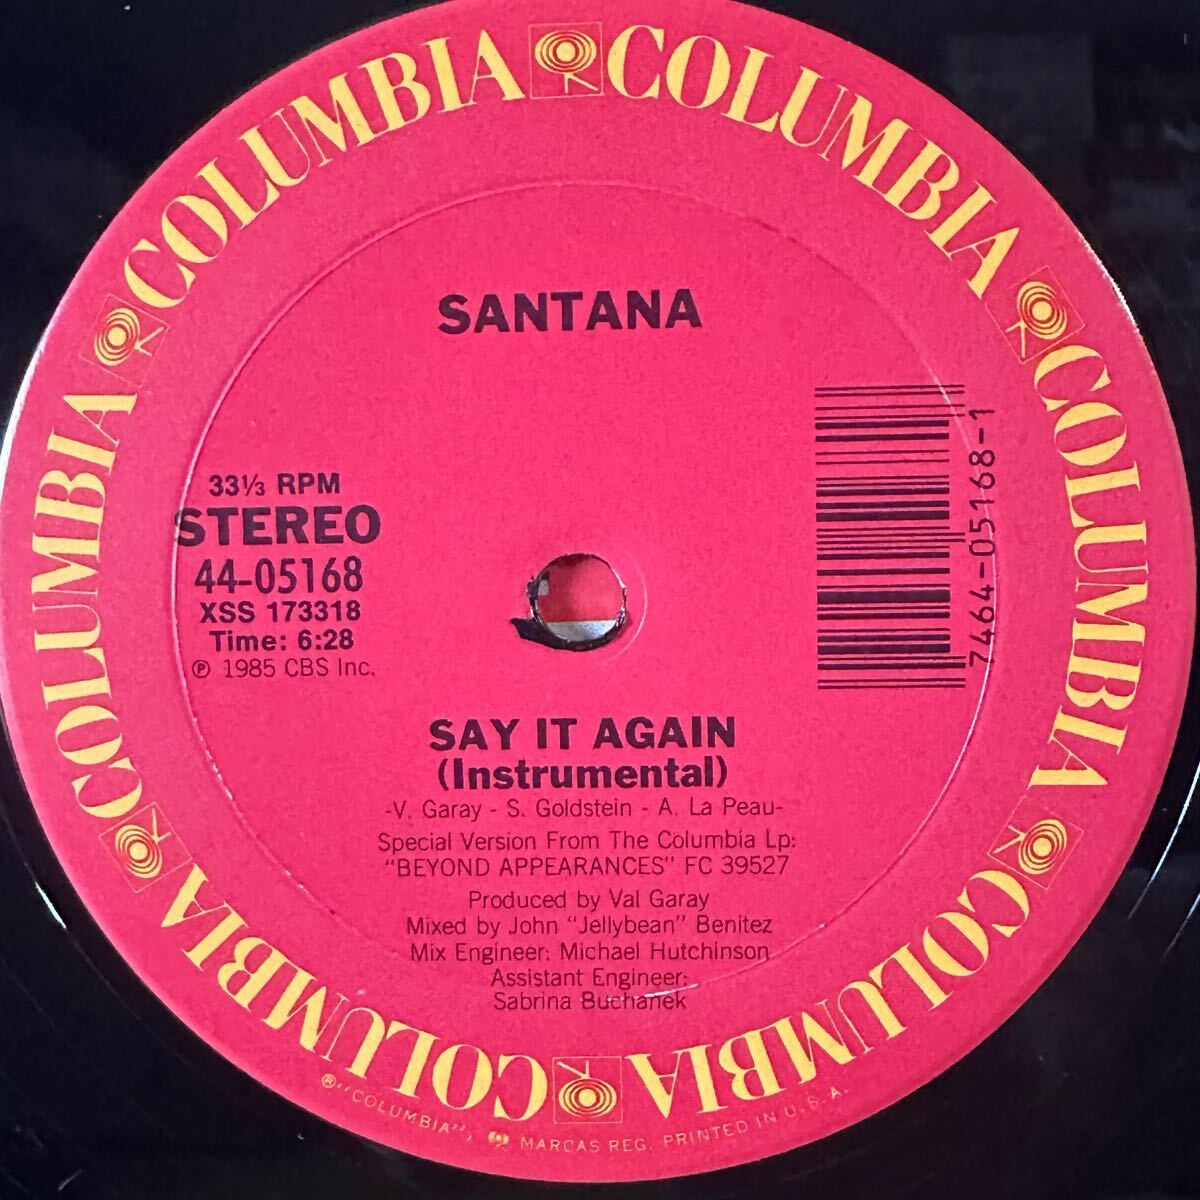 COLUMBIA COLUMBIA COLUMBIA COLUMBIA COLUMBIA COLUMBIA COLUMBIA COLUMBIA
SANTANA
33⅓ RPM
STEREO
44-05168
XSS 173318
Time: 6:28
℗ 1985 CBS Inc.
7464-05168-1
SAY IT AGAIN
(Instrumental)
-V. Garay - S. Goldstein - A. La Peau-
Special Version From The Columbia Lp:
"BEYOND APPEARANCES" FC 39527
Produced by Val Garay
Mixed by John "Jellybean" Benitez
Mix Engineer: Michael Hutchinson
Assistant Engineer:
Sabrina Buchanek
®"COLUMBIA", MARCAS REG. PRINTED IN U.S.A.